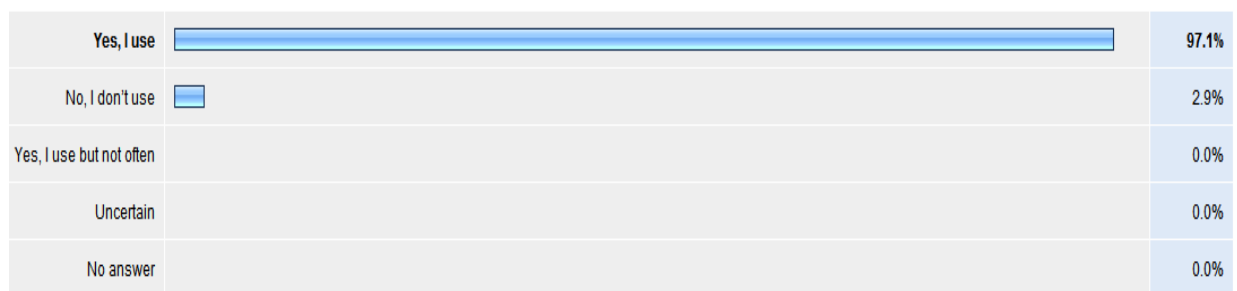 Yes, I use 97.1%
No, I don't use 2.9%
Yes, I use but not often 0.0%
Uncertain 0.0%
No answer 0.0%